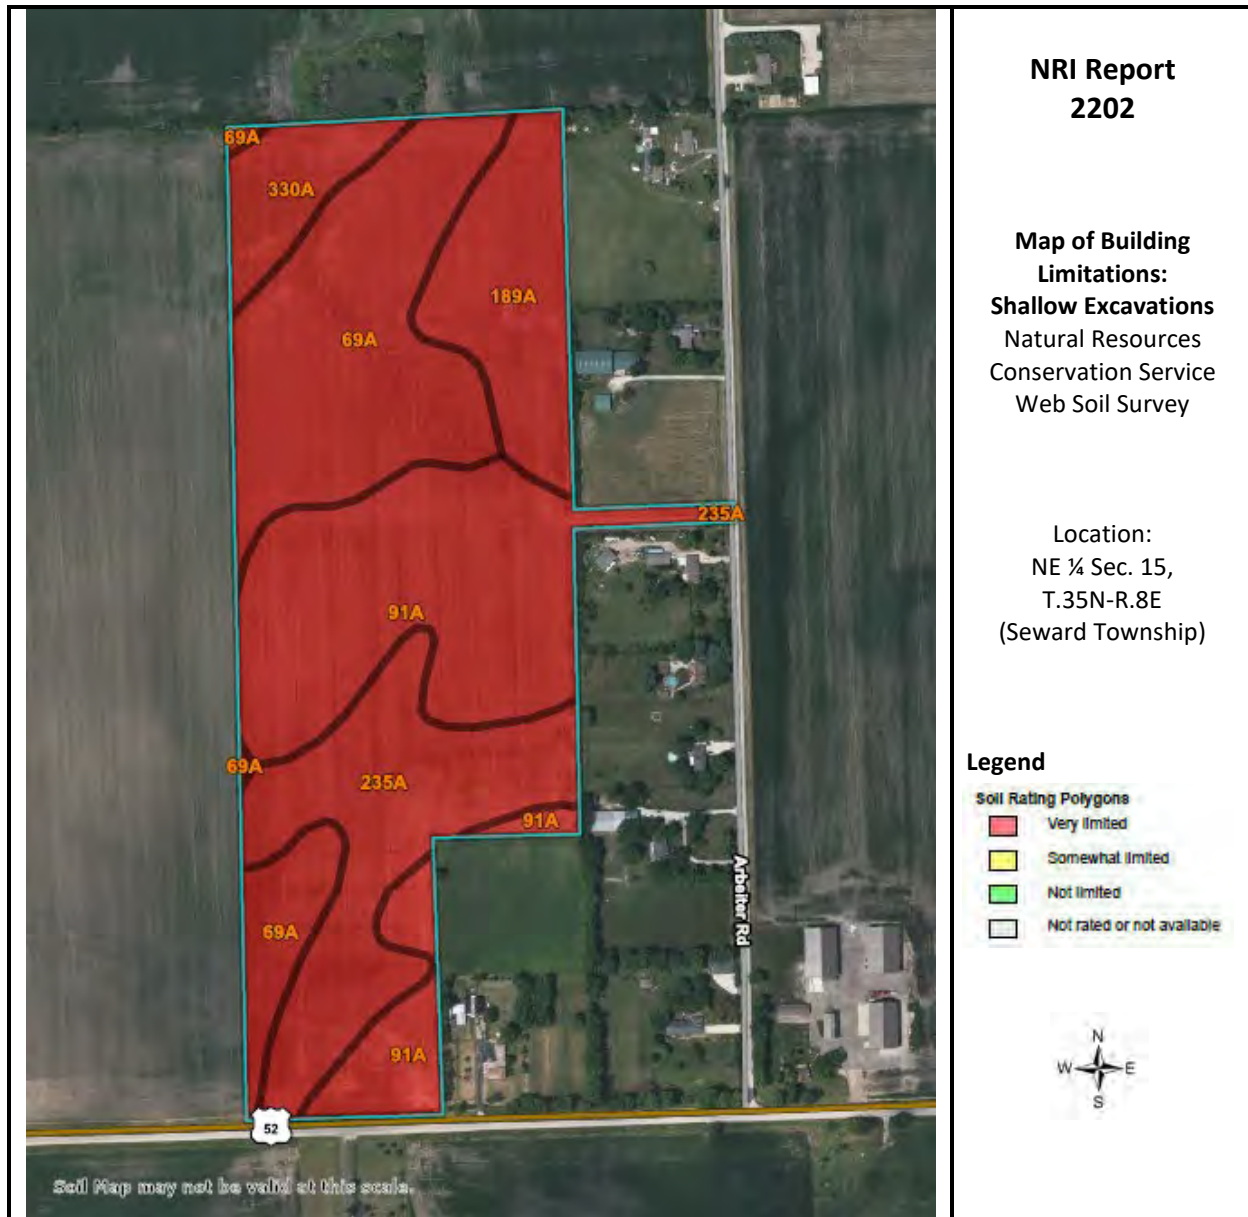 69A
330A
189A
69A
235A
91A
69A
235A
91A
69A
91A
Arbeiter Rd
52
Soil Map may not be valid at this scale.
NRI Report
2202
Map of Building
Limitations:
Shallow Excavations
Natural Resources
Conservation Service
Web Soil Survey
Location:
NE ¼ Sec. 15,
T.35N-R.8E
(Seward Township)
Legend
Soil Rating Polygons
Very limited
Somewhat limited
Not limited
Not rated or not available
N
W E
S